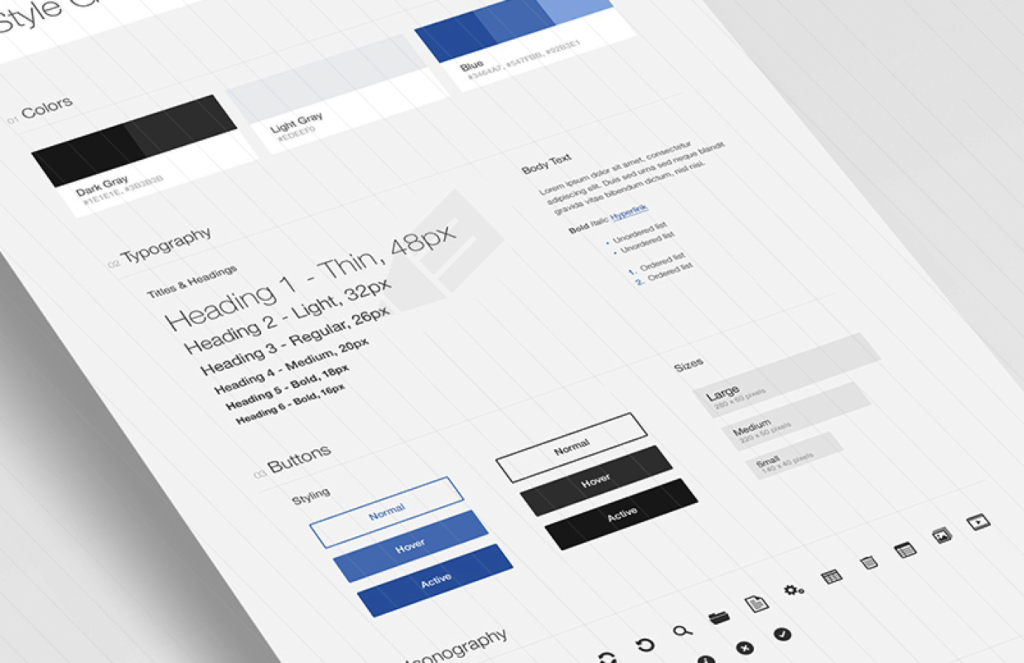 Style G
01 Colors
Dark Gray
#1E1E1E, #3B3B3B
Light Gray
#EDEEF0
Blue
#3464A7, #547FBB, #92B3E1
02 Typography
Titles & Headings
Heading 1 - Thin, 48px
Heading 2 - Light, 32px
Heading 3 - Regular, 26px
Heading 4 - Medium, 20px
Heading 5 - Bold, 18px
Heading 6 - Bold, 16px
Body Text
Lorem ipsum dolor sit amet, consectetur
adipiscing elit. Duis sed urna sed neque blandit
gravida vitae bibendum dictum, nisl nisi.
Bold Italic Hyperlink
• Unordered list
• Unordered list
1. Ordered list
2. Ordered list
03 Buttons
Styling
Normal
Hover
Active
Normal
Hover
Active
Sizes
Large
280 x 60 pixels
Medium
220 x 50 pixels
Small
140 x 40 pixels
Iconography